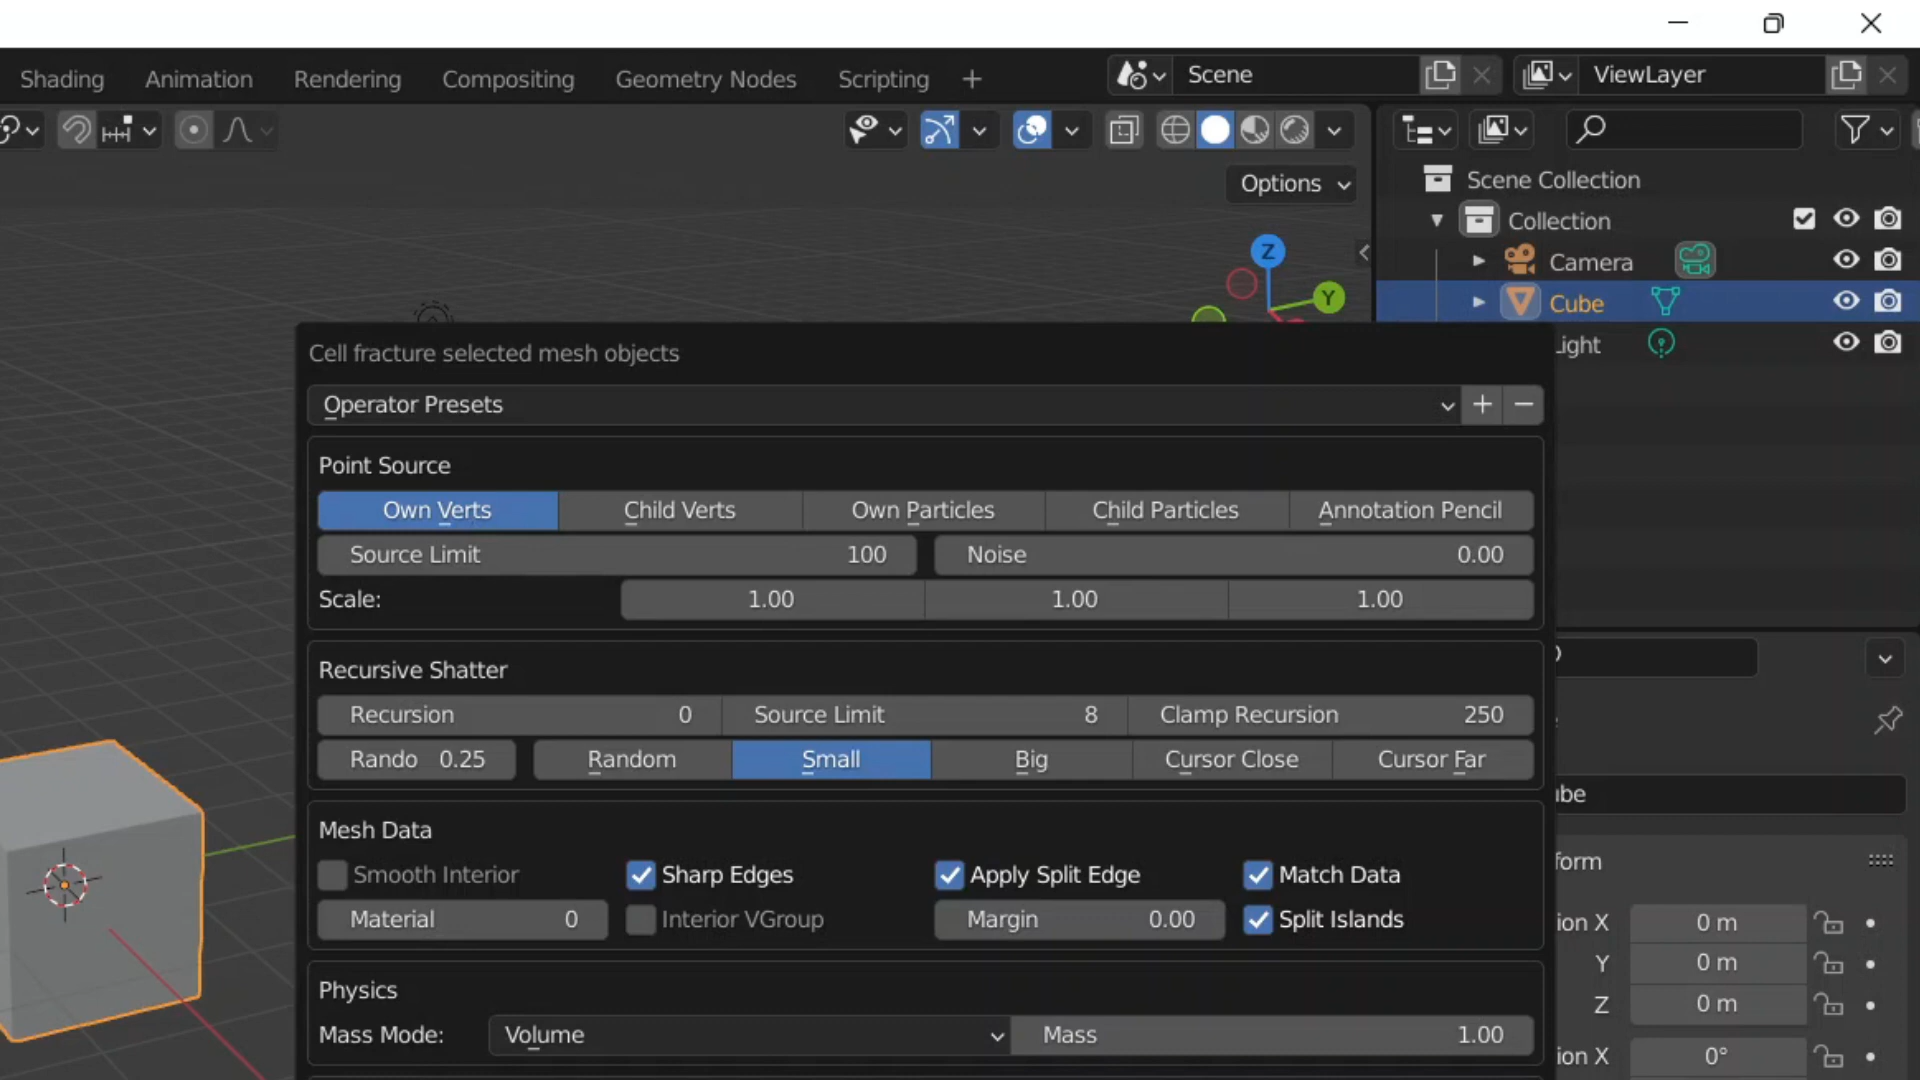 Shading Animation Rendering Compositing Geometry Nodes Scripting + Scene ViewLayer
Options
Z
Y
Scene Collection
Collection
Camera
Cube
Light
Cell fracture selected mesh objects
Operator Presets
Point Source
Own Verts Child Verts Own Particles Child Particles Annotation Pencil
Source Limit 100 Noise 0.00
Scale: 1.00 1.00 1.00
Recursive Shatter
Recursion 0 Source Limit 8 Clamp Recursion 250
Rando 0.25 Random Small Big Cursor Close Cursor Far
Mesh Data
Smooth Interior Sharp Edges Apply Split Edge Match Data
Material 0 Interior VGroup Margin 0.00 Split Islands
Physics
Mass Mode: Volume Mass 1.00
be
form
ion X 0 m
Y 0 m
Z 0 m
ion X 0°